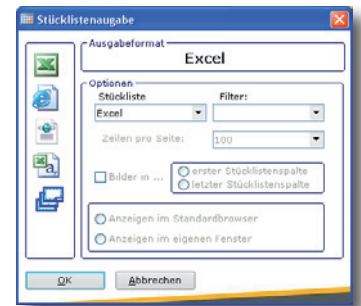 Stücklistenaugabe
Ausgabeformat
Excel
Optionen
Stückliste Filter:
Excel
Zeilen pro Seite: 100
Bilder in ... erster Stücklistenspalte
letzter Stücklistenspalte
Anzeigen im Standardbrowser
Anzeigen im eigenen Fenster
OK Abbrechen